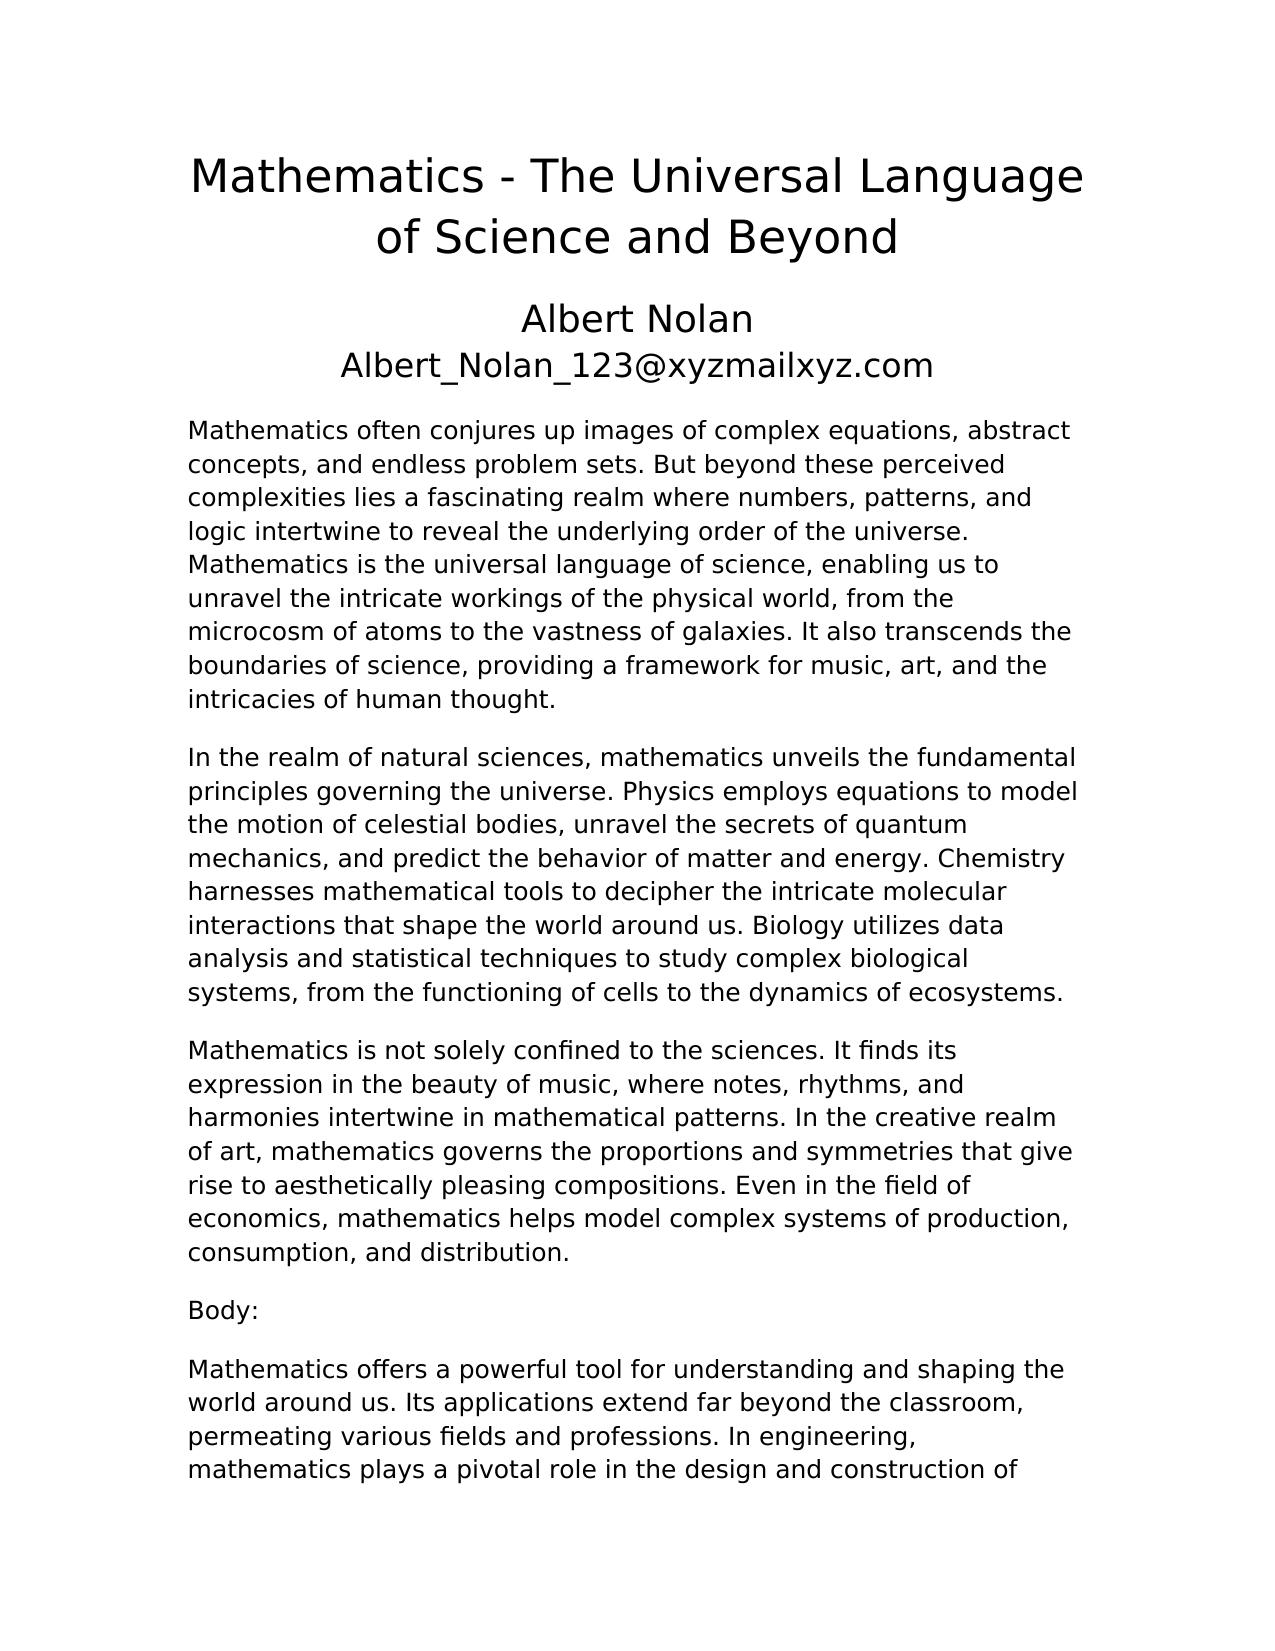 Mathematics - The Universal Language
of Science and Beyond
Albert Nolan
Albert_Nolan_123@xyzmailxyz.com
Mathematics often conjures up images of complex equations, abstract
concepts, and endless problem sets. But beyond these perceived
complexities lies a fascinating realm where numbers, patterns, and
logic intertwine to reveal the underlying order of the universe.
Mathematics is the universal language of science, enabling us to
unravel the intricate workings of the physical world, from the
microcosm of atoms to the vastness of galaxies. It also transcends the
boundaries of science, providing a framework for music, art, and the
intricacies of human thought.
In the realm of natural sciences, mathematics unveils the fundamental
principles governing the universe. Physics employs equations to model
the motion of celestial bodies, unravel the secrets of quantum
mechanics, and predict the behavior of matter and energy. Chemistry
harnesses mathematical tools to decipher the intricate molecular
interactions that shape the world around us. Biology utilizes data
analysis and statistical techniques to study complex biological
systems, from the functioning of cells to the dynamics of ecosystems.
Mathematics is not solely confined to the sciences. It finds its
expression in the beauty of music, where notes, rhythms, and
harmonies intertwine in mathematical patterns. In the creative realm
of art, mathematics governs the proportions and symmetries that give
rise to aesthetically pleasing compositions. Even in the field of
economics, mathematics helps model complex systems of production,
consumption, and distribution.
Body:
Mathematics offers a powerful tool for understanding and shaping the
world around us. Its applications extend far beyond the classroom,
permeating various fields and professions. In engineering,
mathematics plays a pivotal role in the design and construction of